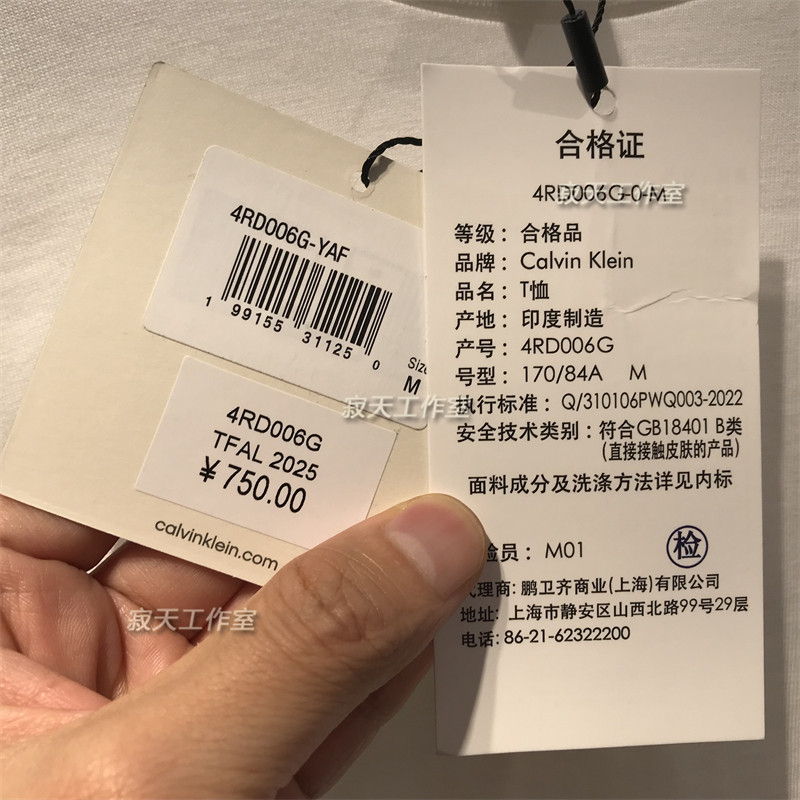 4RD006G-YAF
1 99155 31125 0
Size
M
4RD006G
TFAL 2025
¥750.00
calvinklein.com
合格证
4RD006G-0-M
等级：合格品
品牌：Calvin Klein
品名：T恤
产地：印度制造
产号：4RD006G
号型：170/84A M
执行标准：Q/310106PWQ003-2022
安全技术类别：符合GB18401 B类
(直接接触皮肤的产品)
面料成分及洗涤方法详见内标
检员：M01
检
代理商:鹏卫齐商业(上海)有限公司
地址:上海市静安区山西北路99号29层
电话:86-21-62322200
寂天工作室
寂天工作室
寂天工作室